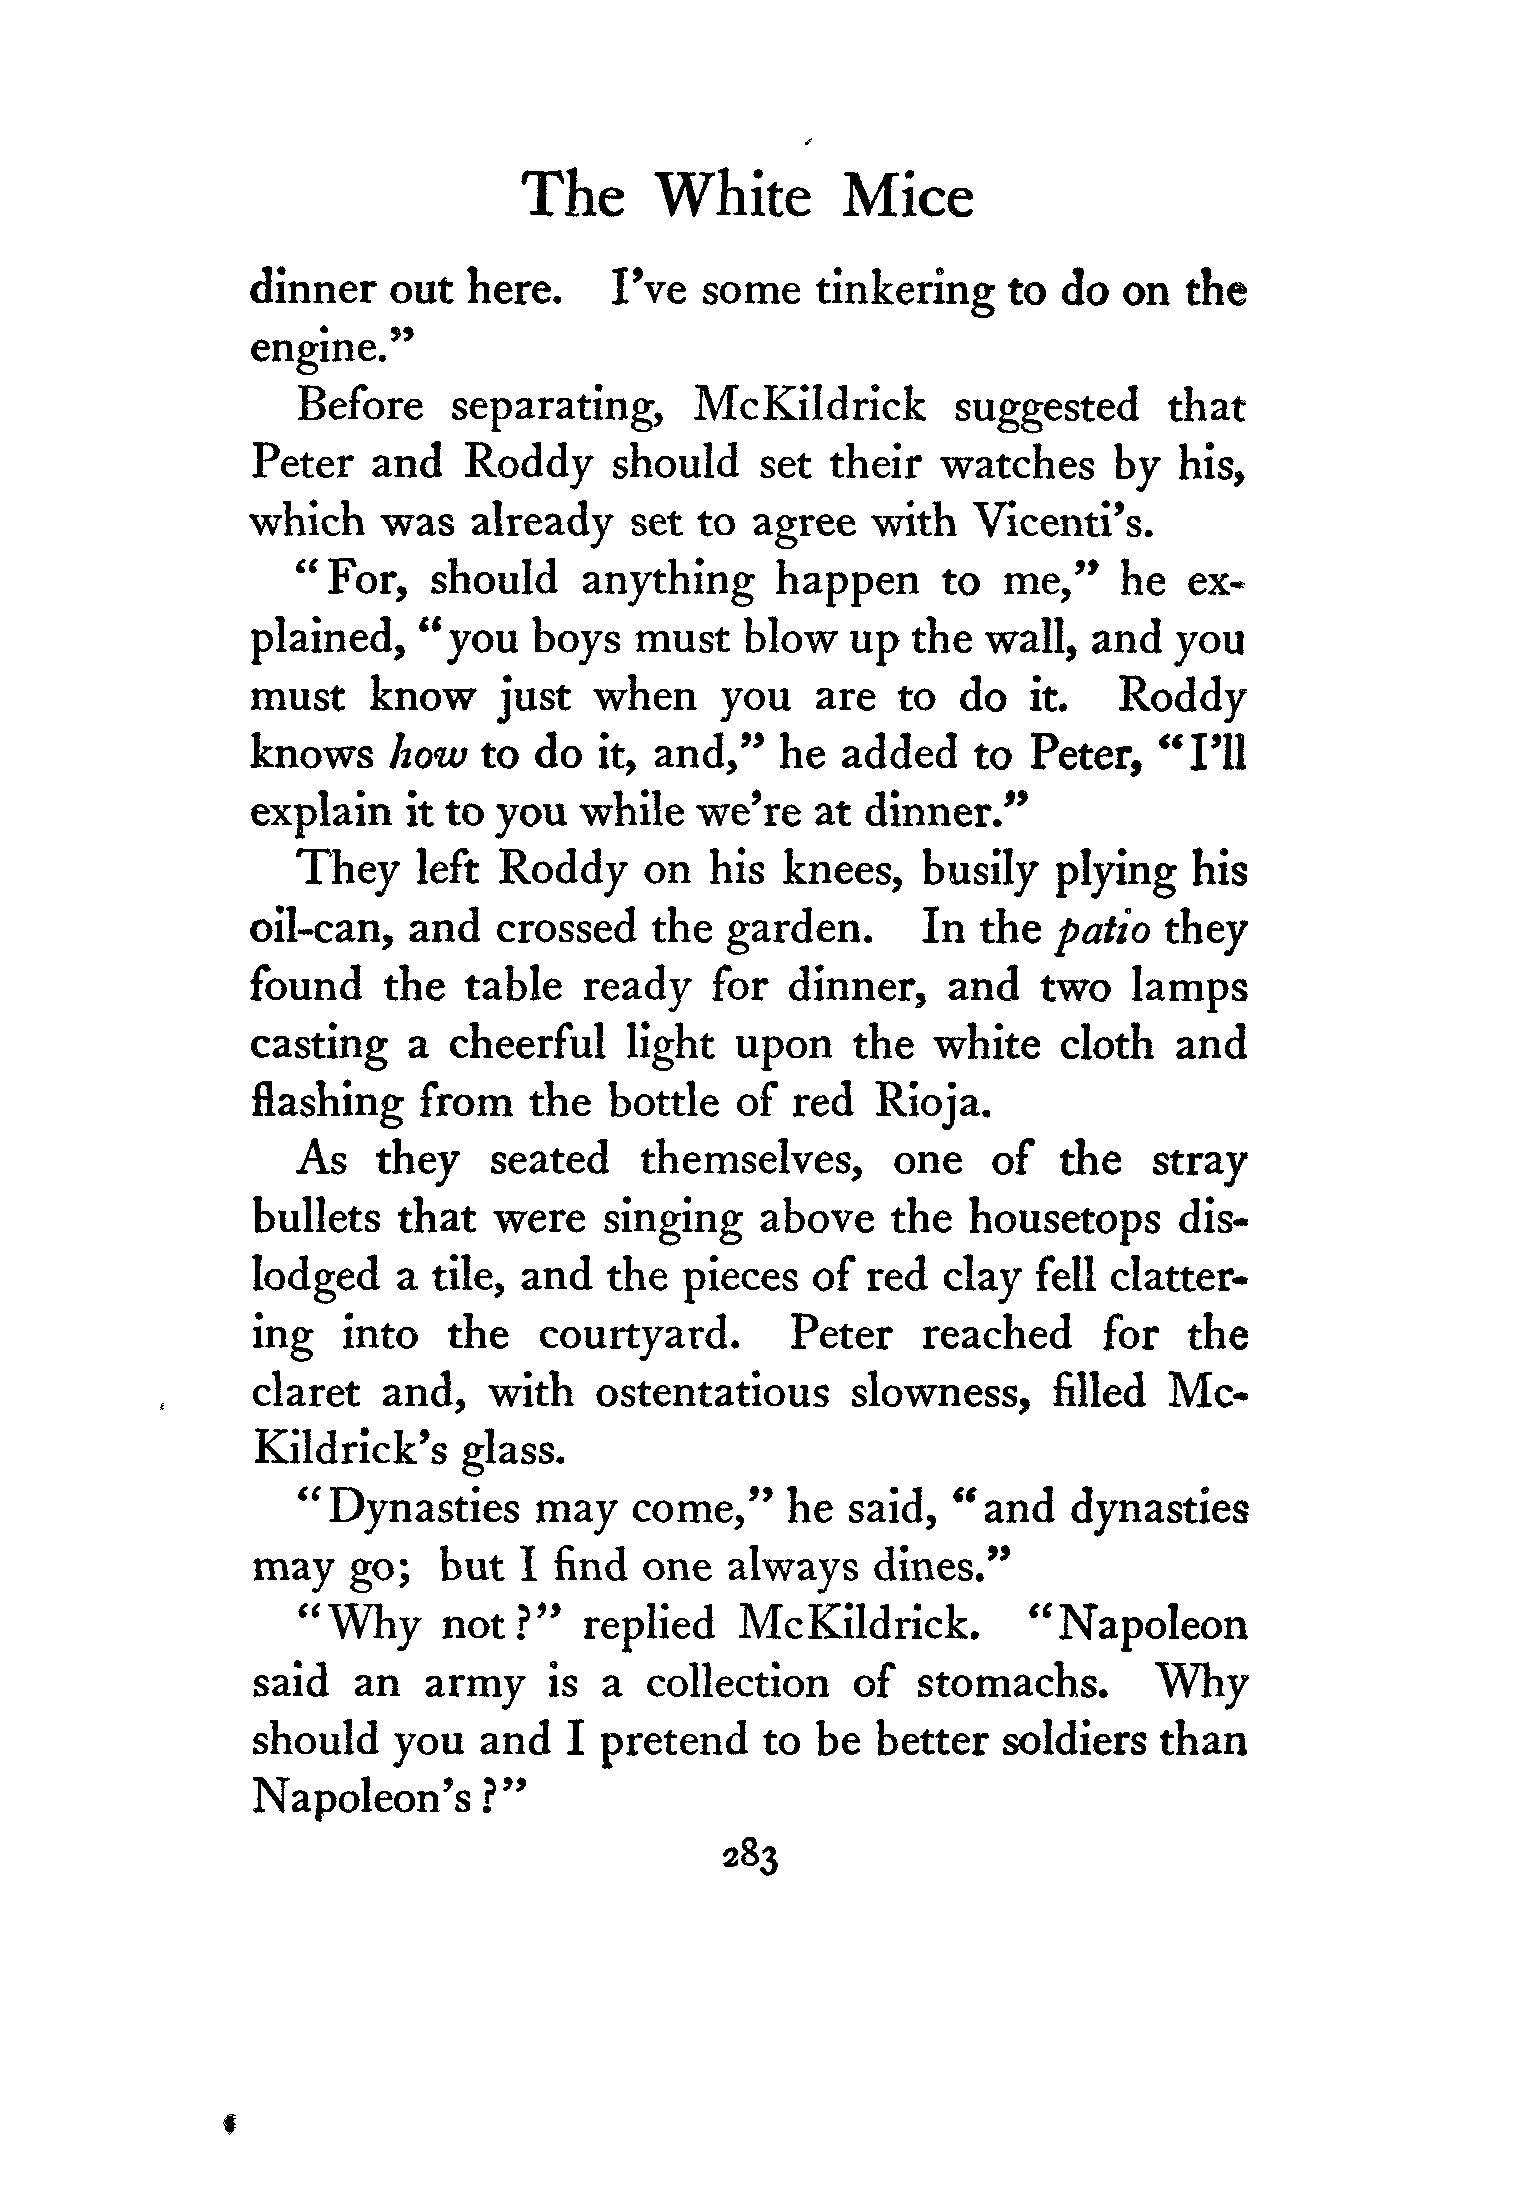 The White Mice
dinner out here. I've some tinkering to do on the
engine."
Before separating, McKildrick suggested that
Peter and Roddy should set their watches by his,
which was already set to agree with Vicenti's.
"For, should anything happen to me," he ex-
plained, "you boys must blow up the wall, and you
must know just when you are to do it. Roddy
knows how to do it, and," he added to Peter, "I'll
explain it to you while we're at dinner."
They left Roddy on his knees, busily plying his
oil-can, and crossed the garden. In the patio they
found the table ready for dinner, and two lamps
casting a cheerful light upon the white cloth and
flashing from the bottle of red Rioja.
As they seated themselves, one of the stray
bullets that were singing above the housetops dis-
lodged a tile, and the pieces of red clay fell clatter-
ing into the courtyard. Peter reached for the
claret and, with ostentatious slowness, filled Mc-
Kildrick's glass.
"Dynasties may come," he said, "and dynasties
may go; but I find one always dines."
"Why not?" replied McKildrick. "Napoleon
said an army is a collection of stomachs. Why
should you and I pretend to be better soldiers than
Napoleon's?"
283